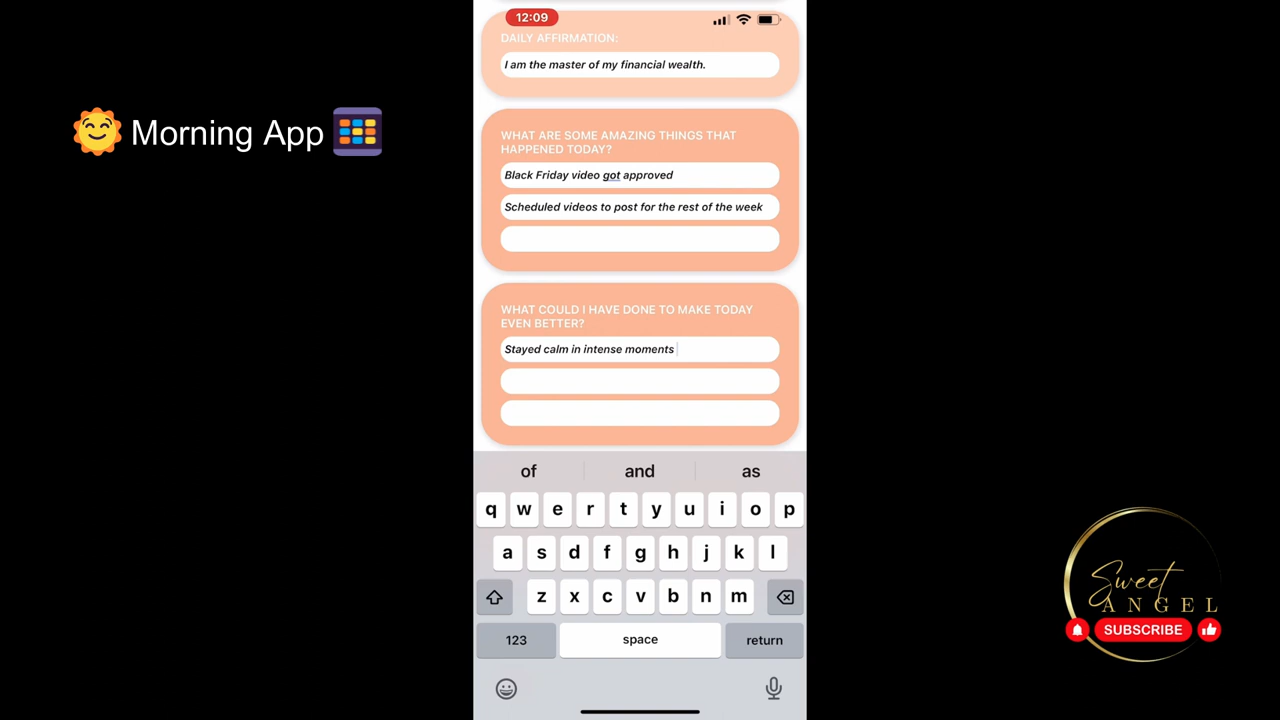 12:09
DAILY AFFIRMATION:
I am the master of my financial wealth.
Morning App
WHAT ARE SOME AMAZING THINGS THAT
HAPPENED TODAY?
Black Friday video got approved
Scheduled videos to post for the rest of the week
WHAT COULD I HAVE DONE TO MAKE TODAY
EVEN BETTER?
Stayed calm in intense moments
of and as
q w e r t y u i o p
a s d f g h j k l
z x c v b n m
123 space return
Sweet
ANGEL
SUBSCRIBE